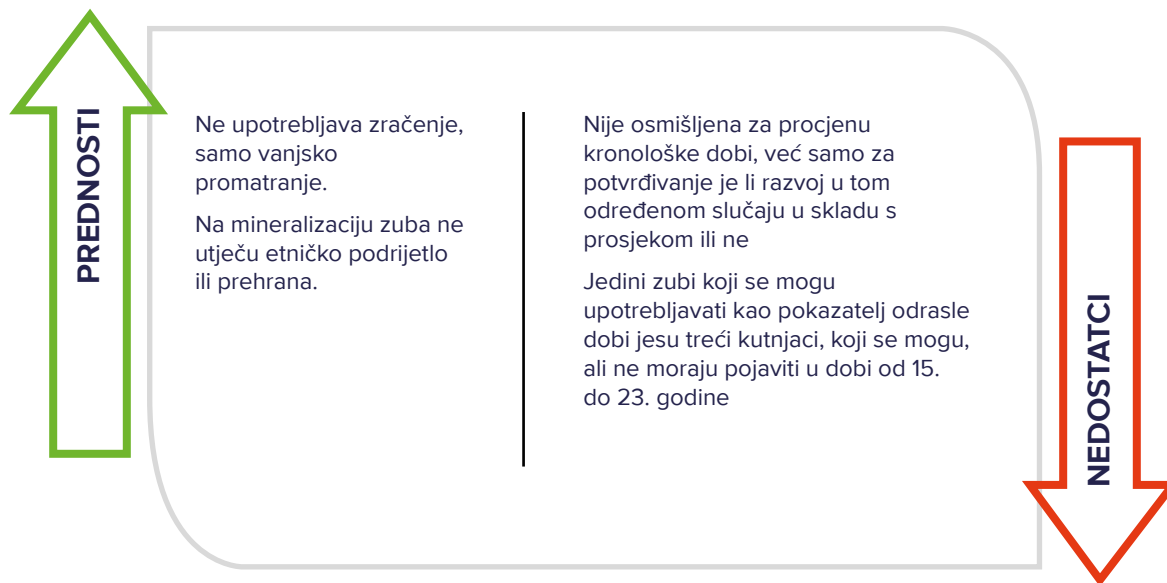 PREDNOSTI
Ne upotrebljava zračenje,
samo vanjsko
promatranje.
Na mineralizaciju zuba ne
utječu etničko podrijetlo
ili prehrana.
Nije osmišljena za procjenu
kronološke dobi, već samo za
potvrđivanje je li razvoj u tom
određenom slučaju u skladu s
prosjekom ili ne
Jedini zubi koji se mogu
upotrebljavati kao pokazatelj odrasle
dobi jesu treći kutnjaci, koji se mogu,
ali ne moraju pojaviti u dobi od 15.
do 23. godine
NEDOSTATCI